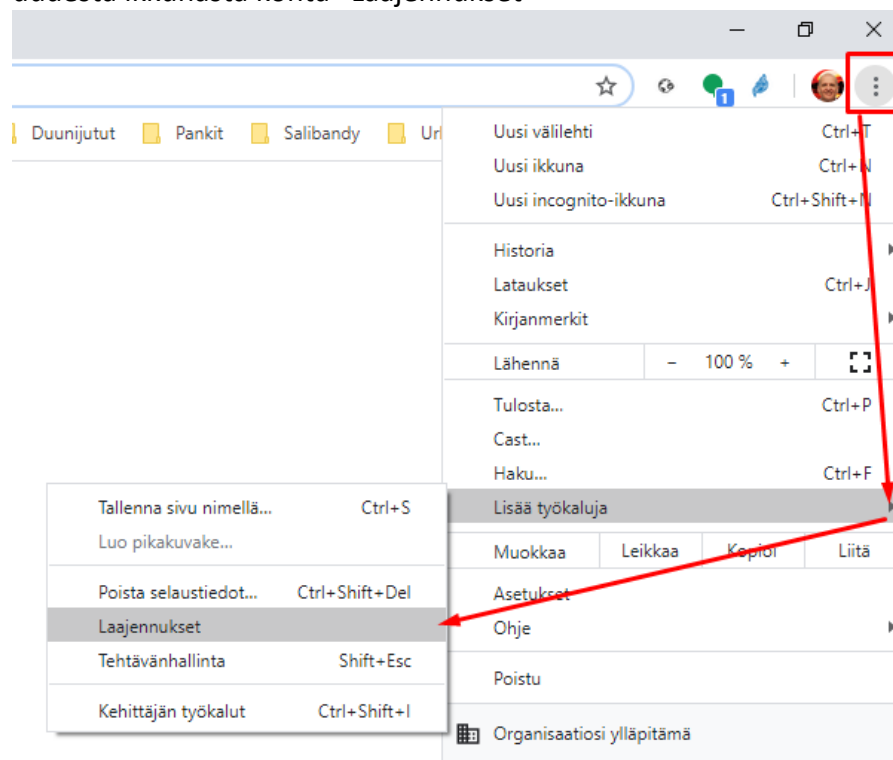 Duunijutut Pankit Salibandy
1
Uusi välilehti Ctrl+T
Uusi ikkuna Ctrl+N
Uusi incognito-ikkuna Ctrl+Shift+N
Historia
Lataukset Ctrl+J
Kirjanmerkit
Lähennä - 100 % +
Tulosta... Ctrl+P
Cast...
Haku... Ctrl+F
Lisää työkaluja
Muokkaa Leikkaa Kopioi Liitä
Asetukset
Ohje
Poistu
Organisaatiosi ylläpitämä
Tallenna sivu nimellä... Ctrl+S
Luo pikakuvake...
Poista selaustiedot... Ctrl+Shift+Del
Laajennukset
Tehtävänhallinta Shift+Esc
Kehittäjän työkalut Ctrl+Shift+I